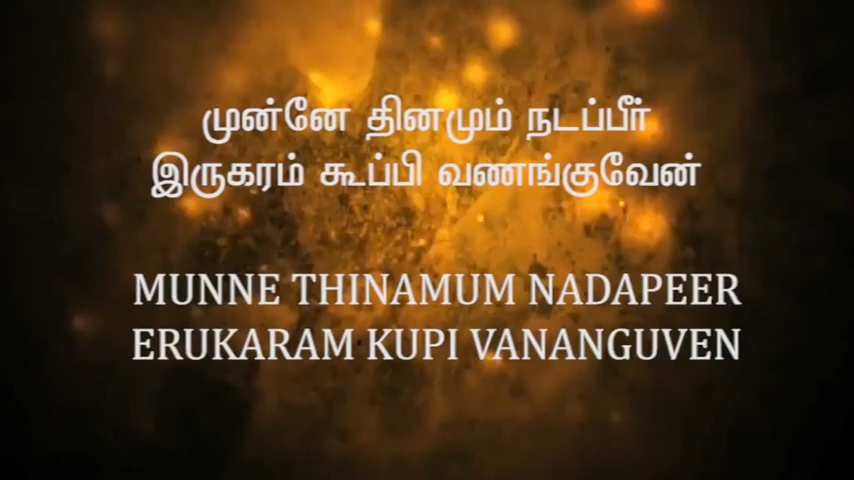 முன்னே தினமும் நடப்பீர்
இருகரம் கூப்பி வணங்குவேன்
MUNNE THINAMUM NADAPEER
ERUKARAM KUPI VANANGUVEN